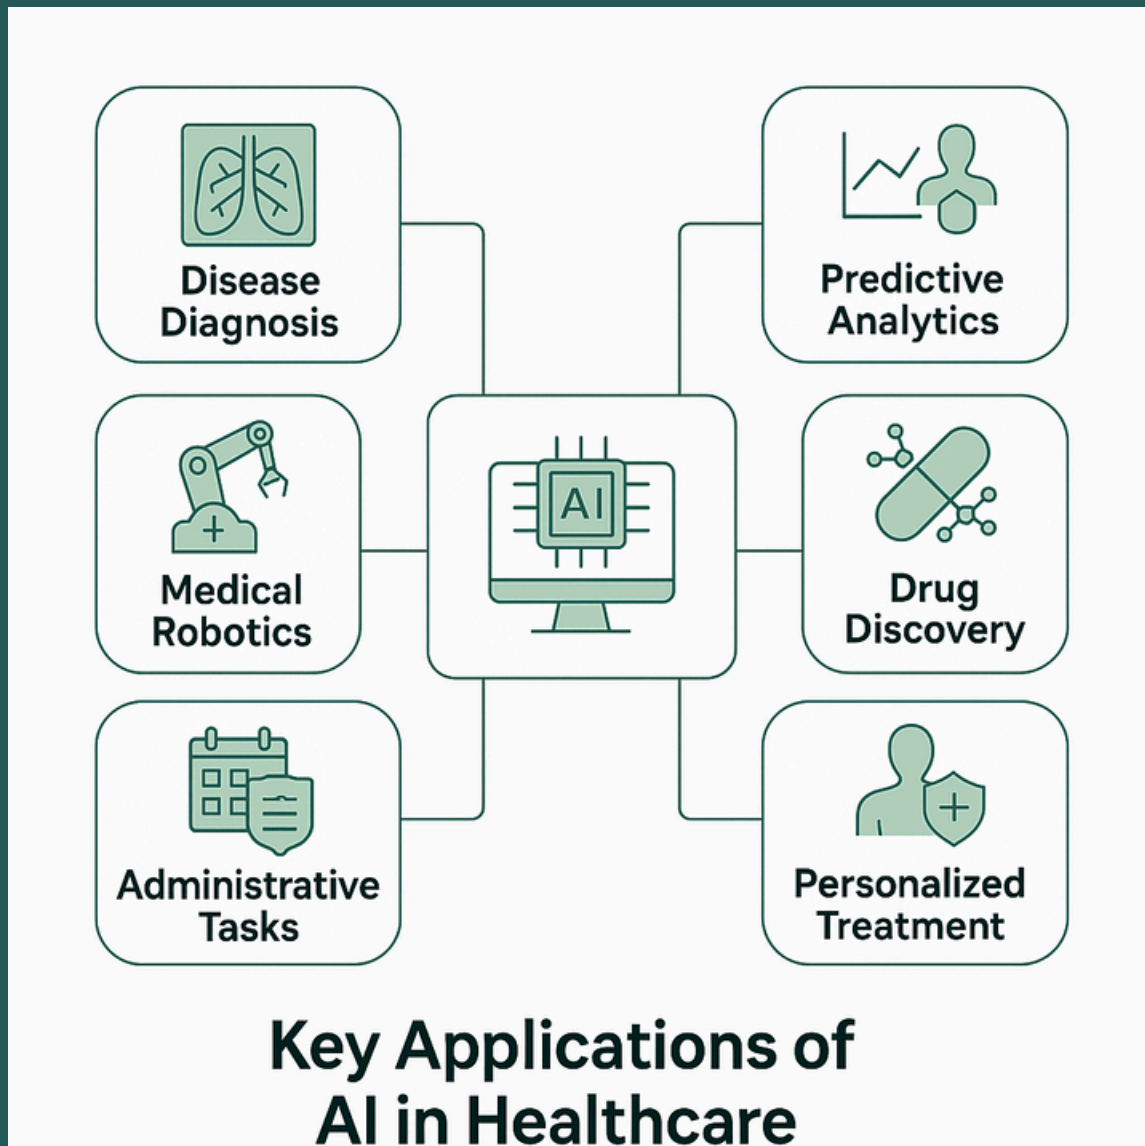 Disease
Diagnosis
Predictive
Analytics
Medical
Robotics
AI
Drug
Discovery
Administrative
Tasks
Personalized
Treatment
Key Applications of
AI in Healthcare